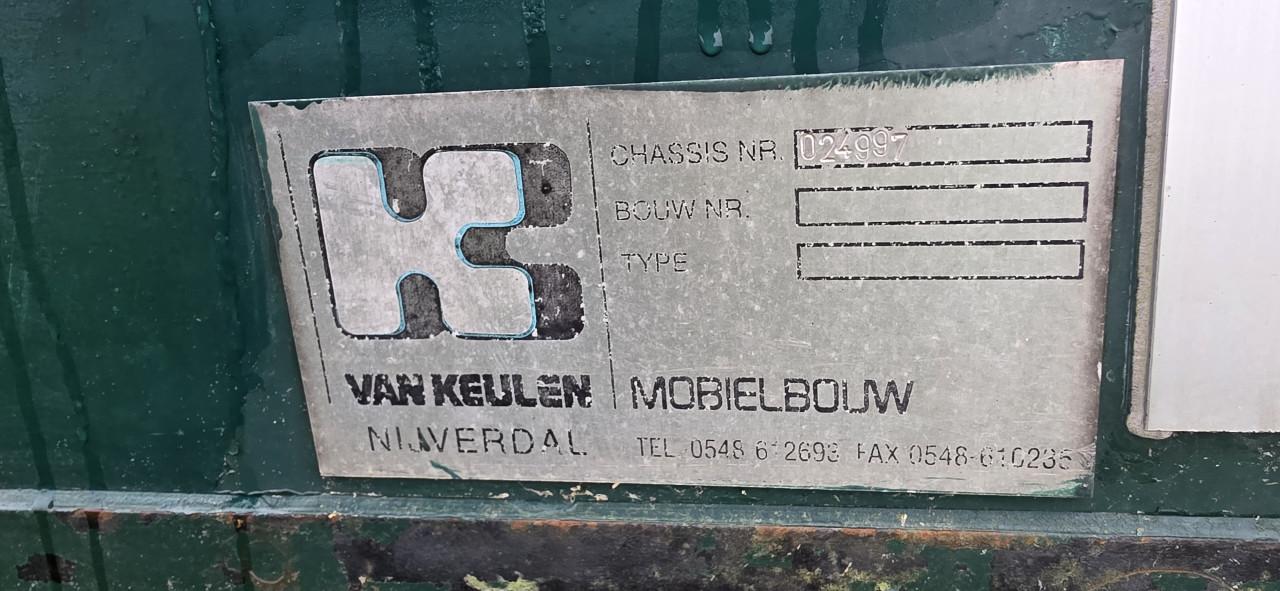 CHASSIS NR. 024997
BOUW NR.
TYPE
VAN KEULEN MOBIELBOUW
NIJVERDAL TEL. 0548 612693 FAX 0548-610235